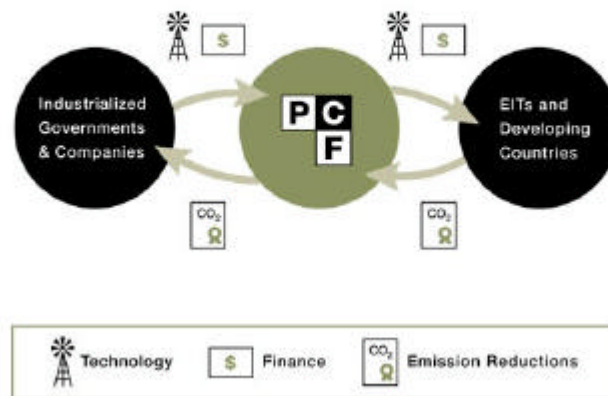 $
$
Industrialized
Governments
& Companies
P C
F
EITs and
Developing
Countries
CO₂
CO₂
Technology
$
Finance
CO₂
Emission Reductions